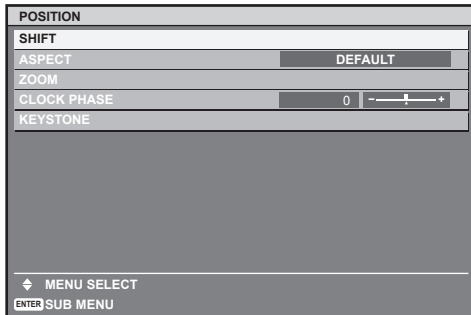 POSITION
SHIFT
ASPECT DEFAULT
ZOOM
CLOCK PHASE 0 - +
KEYSTONE
MENU SELECT
ENTER SUB MENU